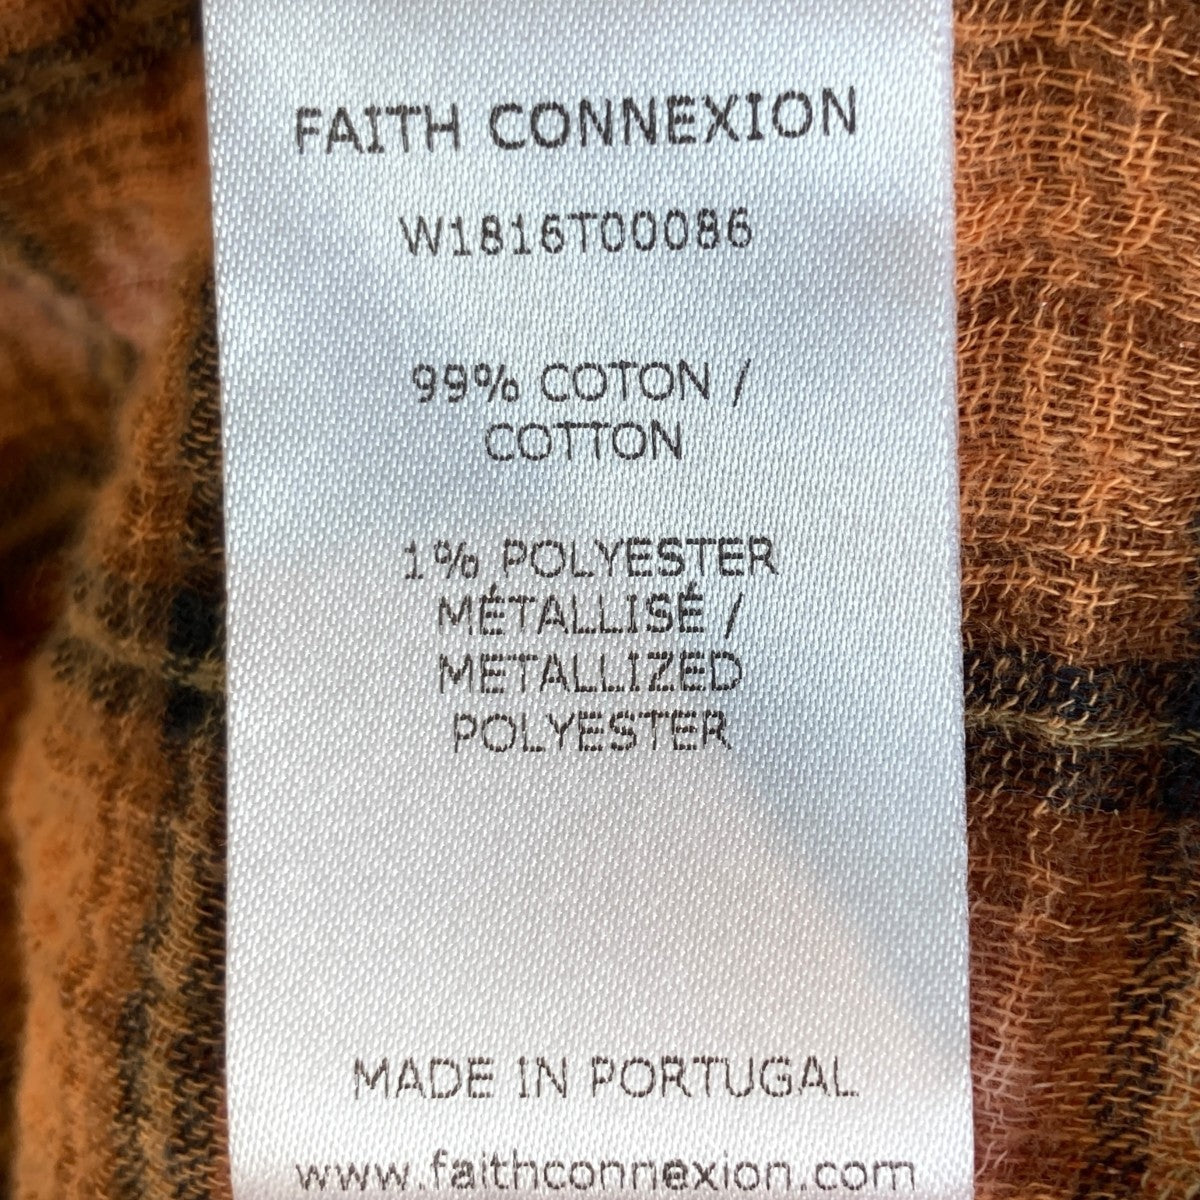 FAITH CONNEXION
W1816T00086
99% COTON /
COTTON
1% POLYESTER
MÉTALLISÉ /
METALLIZED
POLYESTER
MADE IN PORTUGAL
www.faithconnexion.com